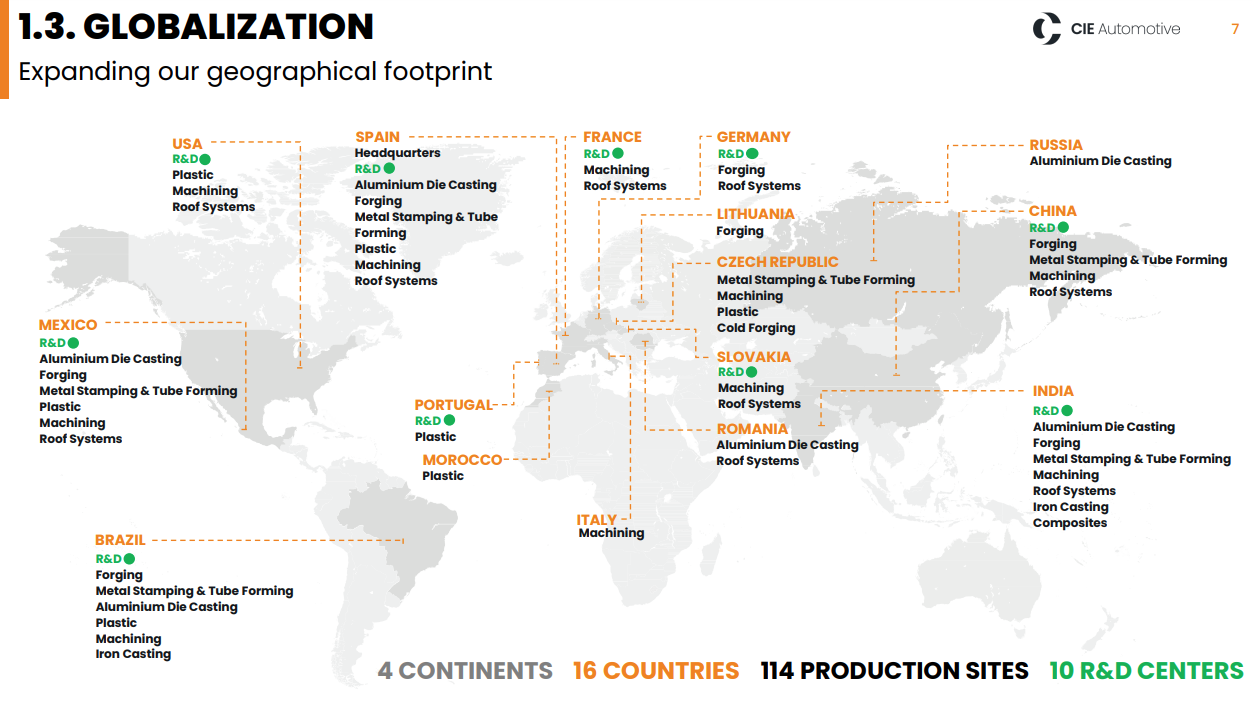 1.3. GLOBALIZATION
CIE Automotive
7
Expanding our geographical footprint
USA
R&D
Plastic
Machining
Roof Systems
SPAIN
Headquarters
R&D
Aluminium Die Casting
Forging
Metal Stamping & Tube
Forming
Plastic
Machining
Roof Systems
FRANCE
R&D
Machining
Roof Systems
GERMANY
R&D
Forging
Roof Systems
LITHUANIA
Forging
CZECH REPUBLIC
Metal Stamping & Tube Forming
Machining
Plastic
Cold Forging
SLOVAKIA
R&D
Machining
Roof Systems
ROMANIA
Aluminium Die Casting
Roof Systems
RUSSIA
Aluminium Die Casting
CHINA
R&D
Forging
Metal Stamping & Tube Forming
Machining
Roof Systems
INDIA
R&D
Aluminium Die Casting
Forging
Metal Stamping & Tube Forming
Machining
Roof Systems
Iron Casting
Composites
MEXICO
R&D
Aluminium Die Casting
Forging
Metal Stamping & Tube Forming
Plastic
Machining
Roof Systems
PORTUGAL
R&D
Plastic
MOROCCO
Plastic
ITALY
Machining
BRAZIL
R&D
Forging
Metal Stamping & Tube Forming
Aluminium Die Casting
Plastic
Machining
Iron Casting
4 CONTINENTS 16 COUNTRIES 114 PRODUCTION SITES 10 R&D CENTERS